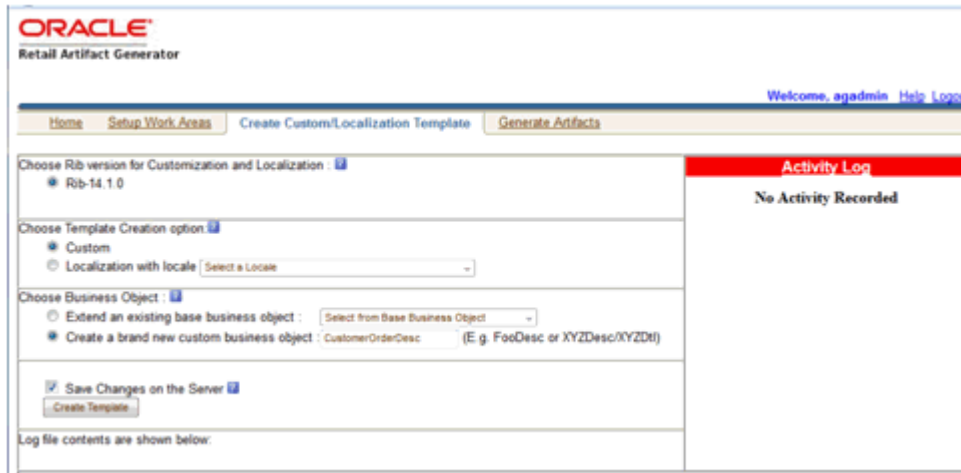 ORACLE
Retail Artifact Generator
Welcome, agadmin Help Logou
Home Setup Work Areas Create Custom/Localization Template Generate Artifacts
Choose Rib version for Customization and Localization : ?
Rib-14.1.0
Choose Template Creation option: ?
Custom
Localization with locale Select a Locale
Choose Business Object : ?
Extend an existing base business object : Select from Base Business Object
Create a brand new custom business object : CustomerOrderDesc (E.g. FooDesc or XYZDesc/XYZDtl)
Save Changes on the Server ?
Create Template
Log file contents are shown below:
Activity Log
No Activity Recorded